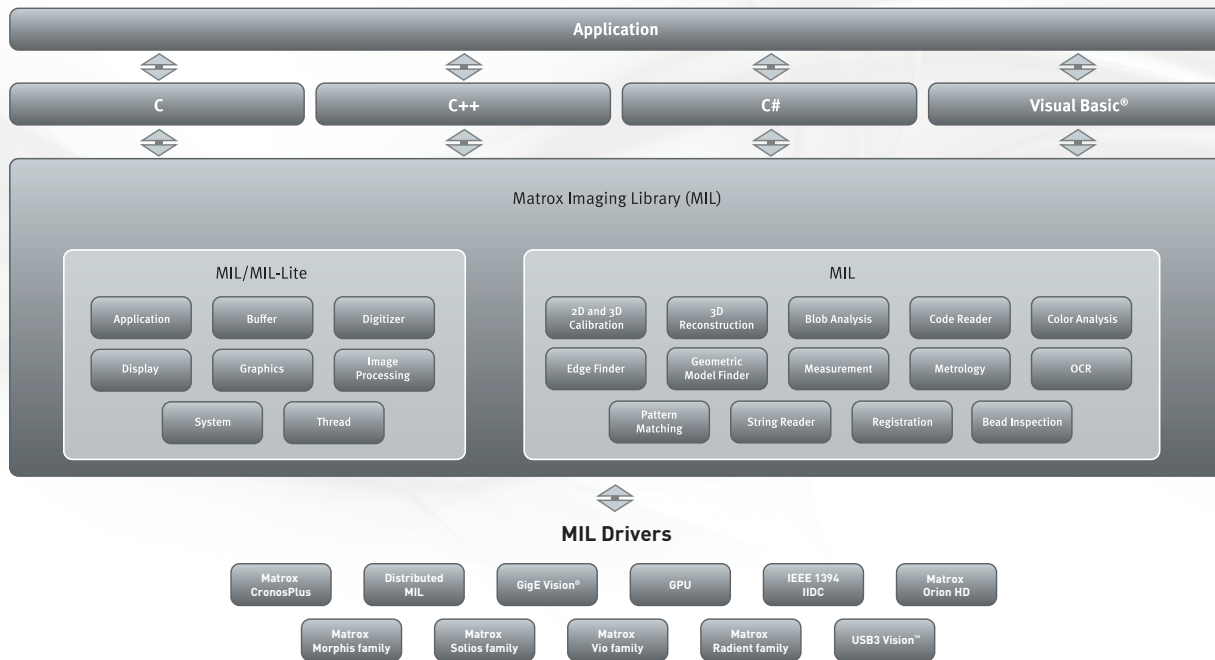 Application
C
C++
C#
Visual Basic®
Matrox Imaging Library (MIL)
MIL/MIL-Lite
Application
Buffer
Digitizer
Display
Graphics
Image
Processing
System
Thread
MIL
2D and 3D
Calibration
3D
Reconstruction
Blob Analysis
Code Reader
Color Analysis
Edge Finder
Geometric
Model Finder
Measurement
Metrology
OCR
Pattern
Matching
String Reader
Registration
Bead Inspection
MIL Drivers
Matrox
CronosPlus
Distributed
MIL
GigE Vision®
GPU
IEEE 1394
IIDC
Matrox
Orion HD
Matrox
Morphis family
Matrox
Solios family
Matrox
Vio family
Matrox
Radient family
USB3 Vision™